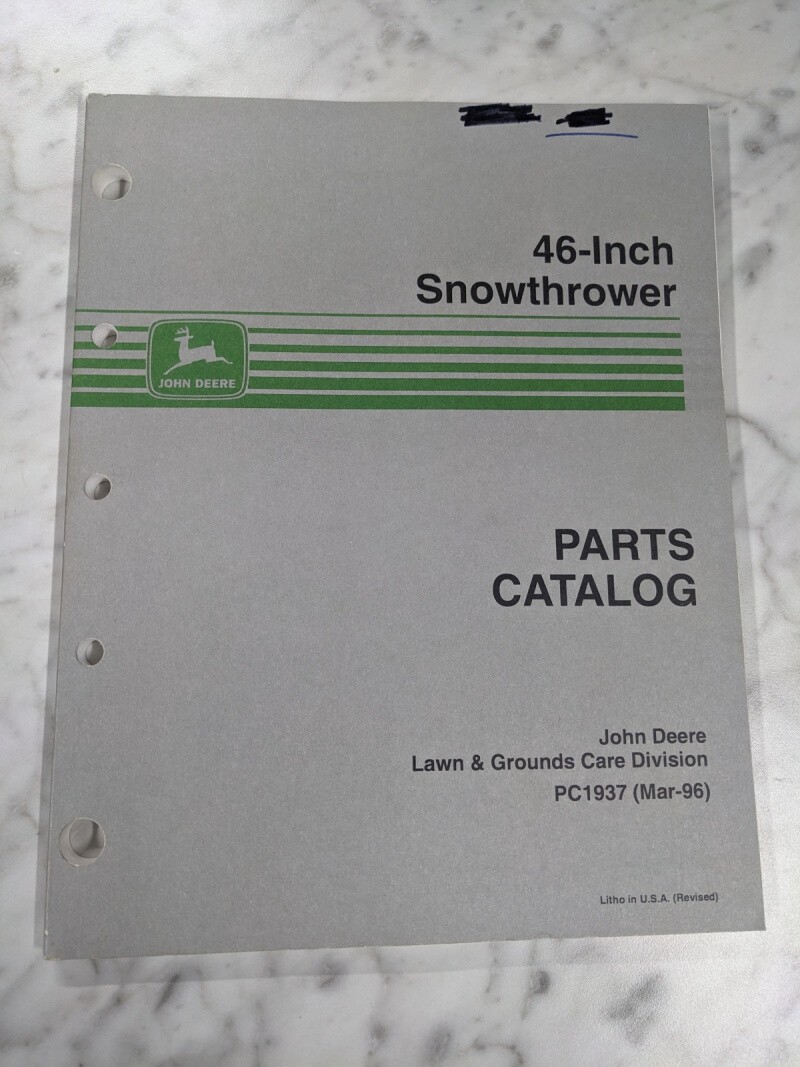 46-Inch
Snowthrower
JOHN DEERE
PARTS
CATALOG
John Deere
Lawn & Grounds Care Division
PC1937 (Mar-96)
Litho in U.S.A. (Revised)